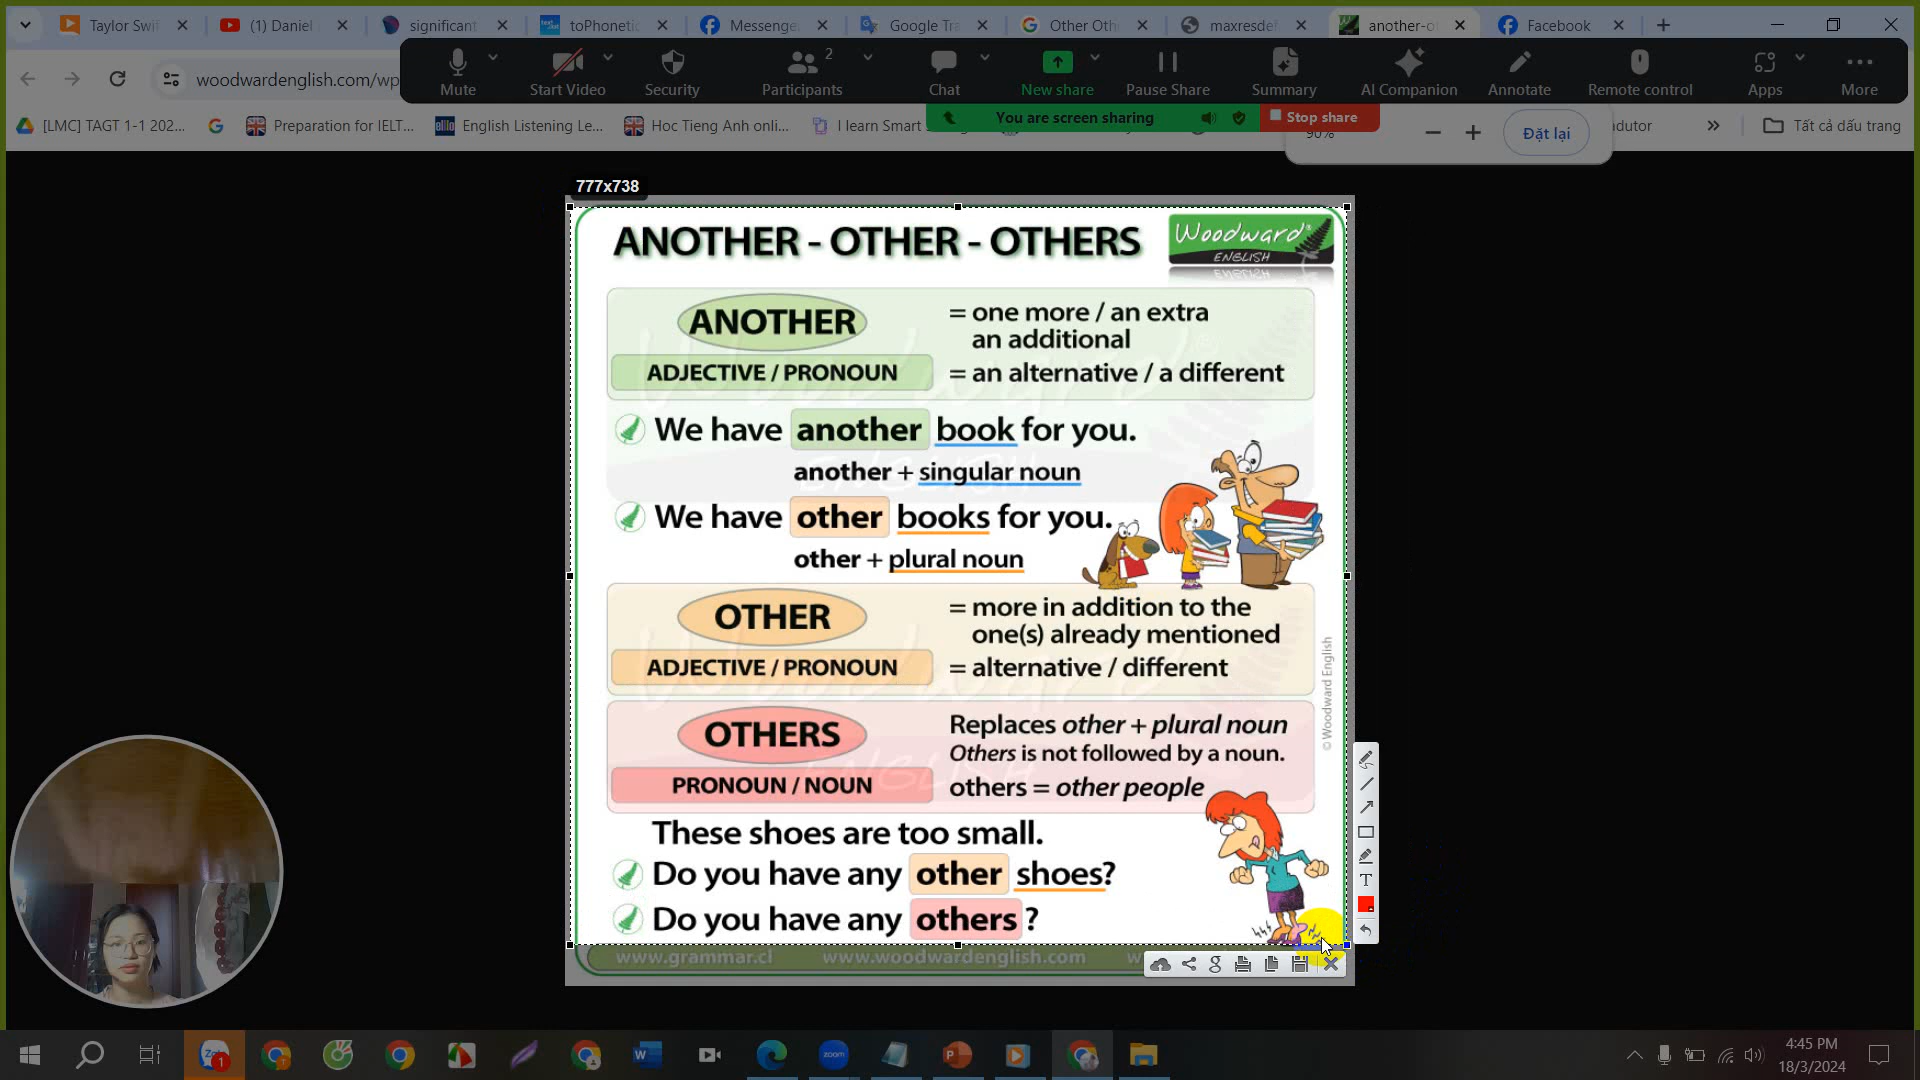 Taylor Swif
(1) Daniel
significant
toPhonetic
Messenge
Google Tra
Other Oth
maxresdef
another-o
Facebook
woodwardenglish.com/wp
Mute
Start Video
Security
Participants
2
Chat
New share
Pause Share
Summary
AI Companion
Annotate
Remote control
Apps
More
You are screen sharing
Stop share
[LMC] TAGT 1-1 202...
Preparation for IELT...
English Listening Le...
Hoc Tieng Anh onli...
I learn Smart
90%
Đặt lại
adutor
Tất cả dấu trang
777x738
ANOTHER - OTHER - OTHERS
Woodward®
ENGLISH
ANOTHER
= one more / an extra
an additional
ADJECTIVE / PRONOUN
= an alternative / a different
We have another book for you.
another + singular noun
We have other books for you.
other + plural noun
OTHER
= more in addition to the
one(s) already mentioned
ADJECTIVE / PRONOUN
= alternative / different
© Woodward English
OTHERS
Replaces other + plural noun
Others is not followed by a noun.
PRONOUN / NOUN
others = other people
These shoes are too small.
Do you have any other shoes?
Do you have any others ?
www.grammar.cl
www.woodwardenglish.com
T
4:45 PM
18/3/2024